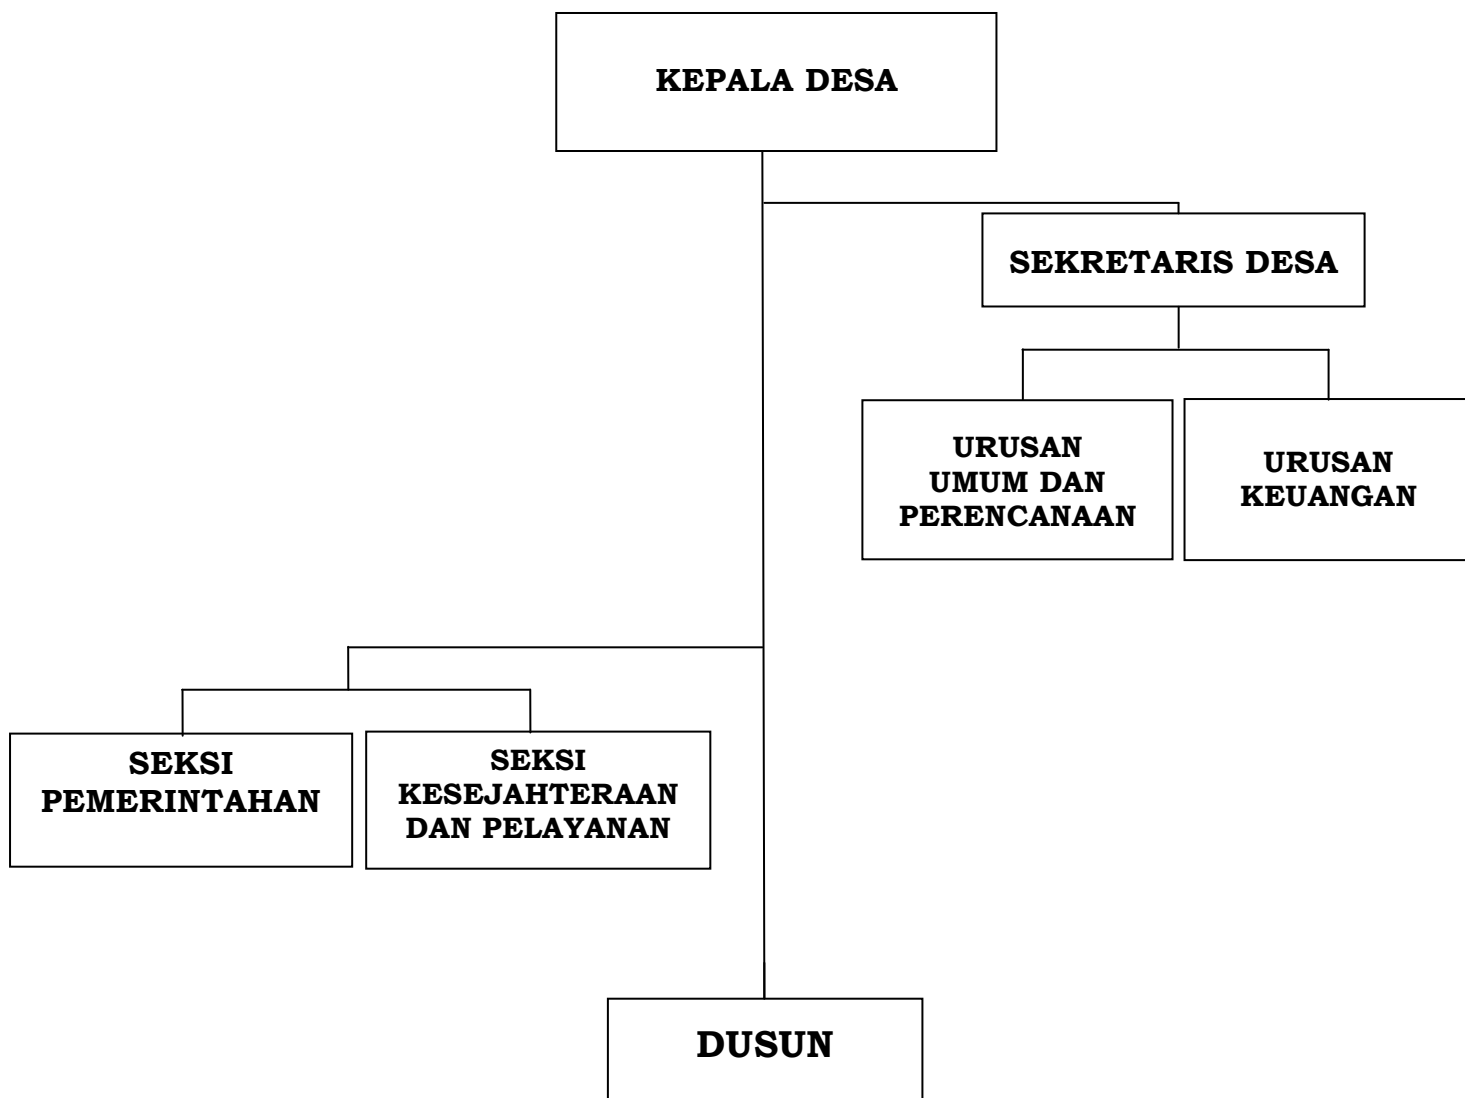 KEPALA DESA
SEKRETARIS DESA
URUSAN
UMUM DAN
PERENCANAAN
URUSAN
KEUANGAN
SEKSI
PEMERINTAHAN
SEKSI
KESEJAHTERAAN
DAN PELAYANAN
DUSUN